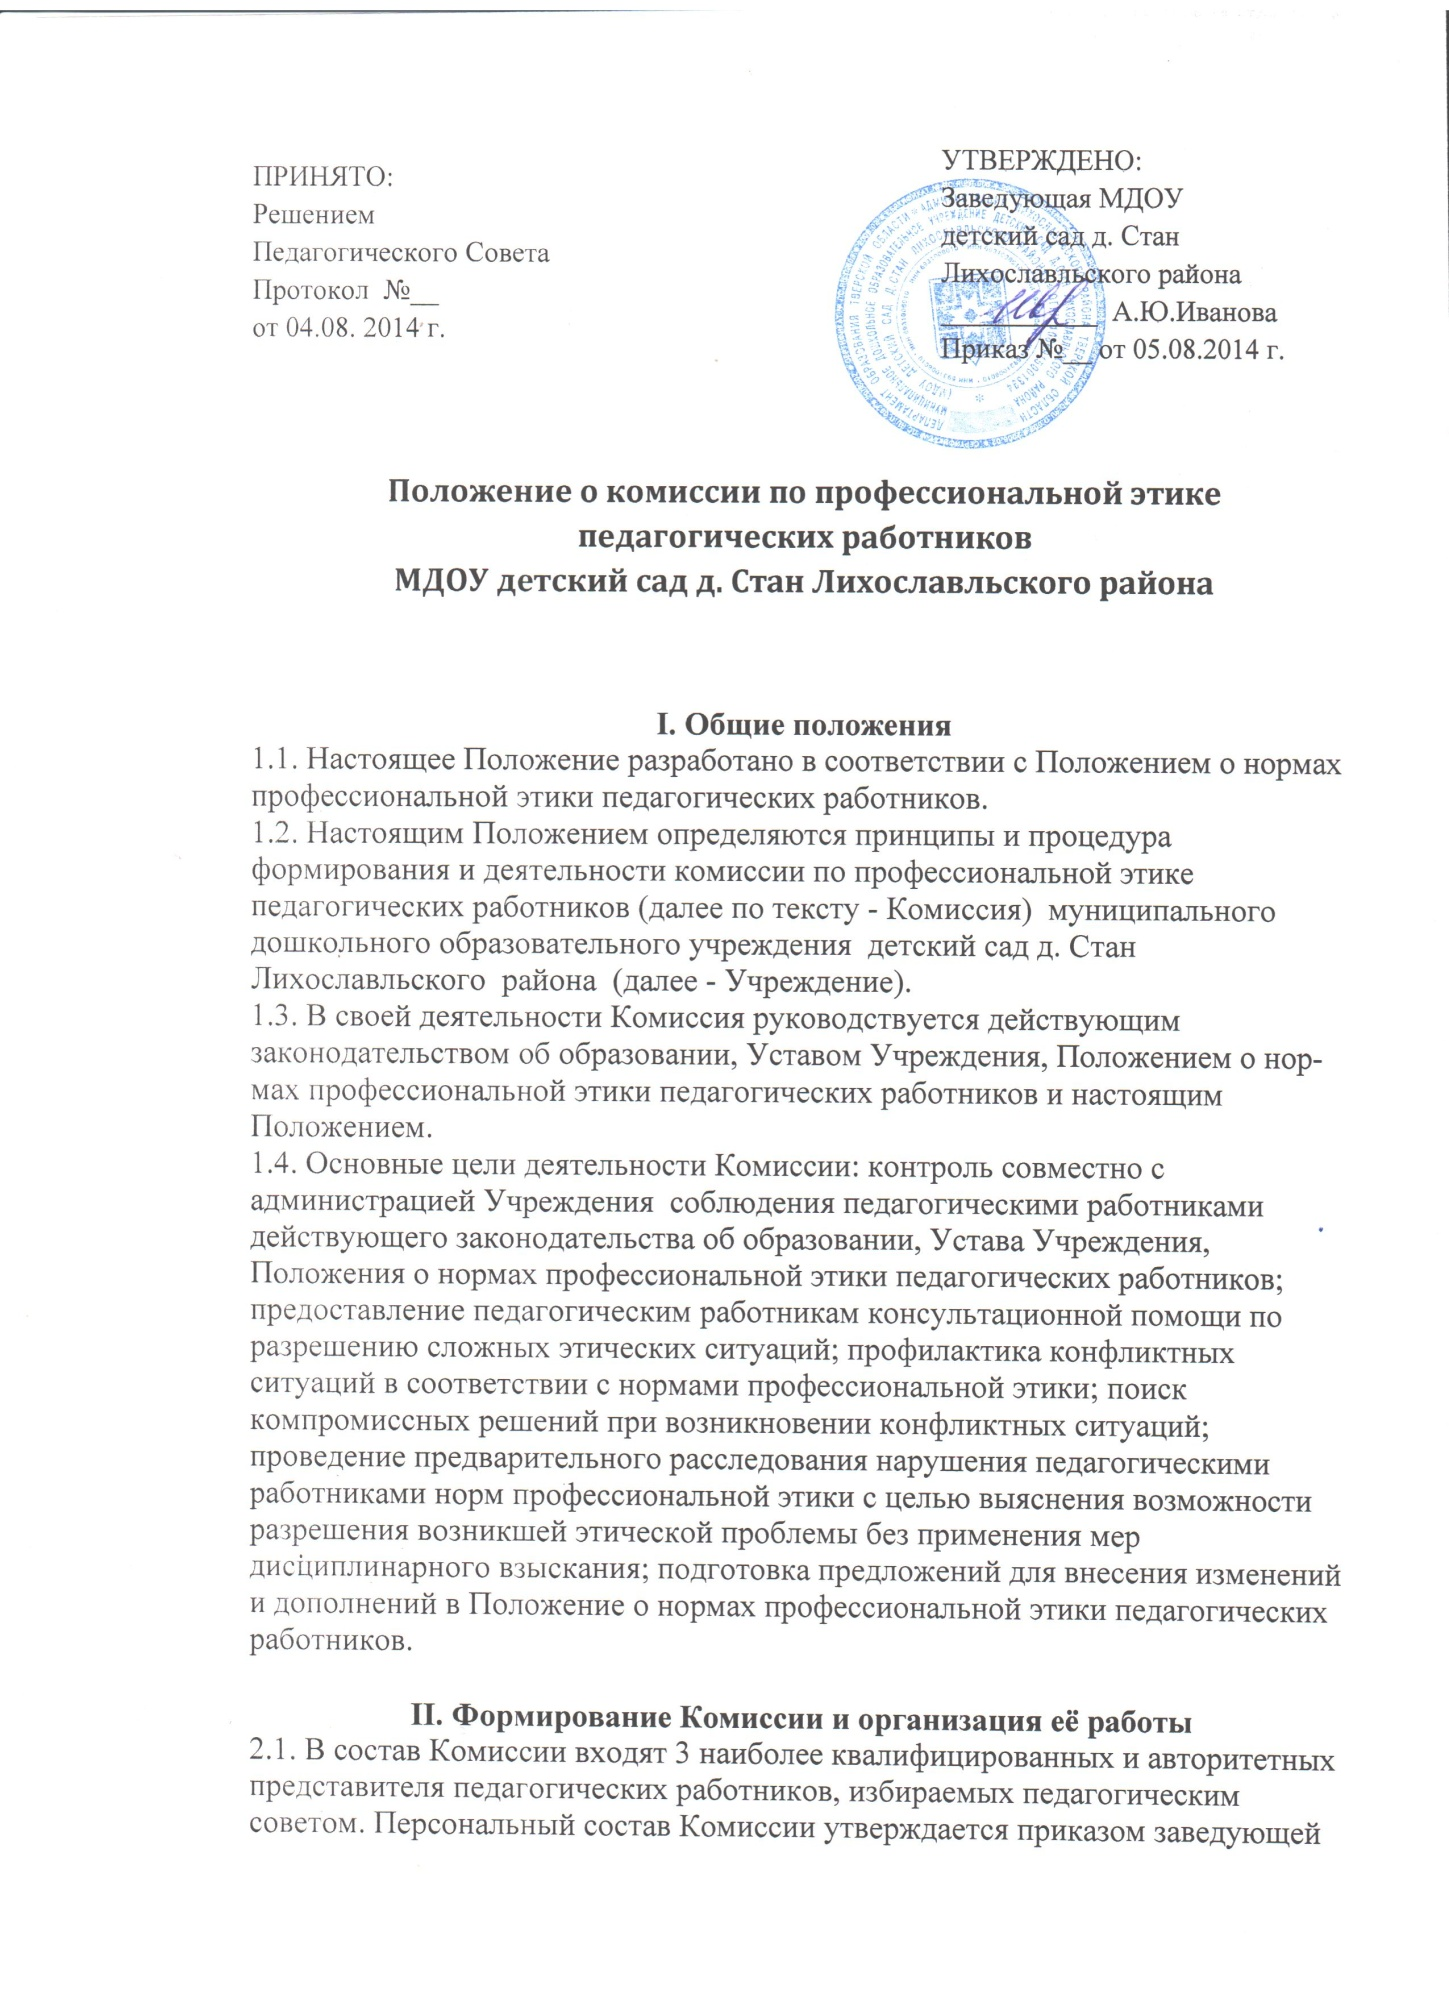 ПРИНЯТО:
Решением
Педагогического Совета
Протокол №__
от 04.08. 2014 г.
УТВЕРЖДЕНО:
Заведующая МДОУ
детский сад д. Стан
Лихославльского района
___________ А.Ю.Иванова
Приказ №__ от 05.08.2014 г.
Положение о комиссии по профессиональной этике
педагогических работников
МДОУ детский сад д. Стан Лихославльского района
I. Общие положения
1.1. Настоящее Положение разработано в соответствии с Положением о нормах
профессиональной этики педагогических работников.
1.2. Настоящим Положением определяются принципы и процедура
формирования и деятельности комиссии по профессиональной этике
педагогических работников (далее по тексту - Комиссия) муниципального
дошкольного образовательного учреждения детский сад д. Стан
Лихославльского района (далее - Учреждение).
1.3. В своей деятельности Комиссия руководствуется действующим
законодательством об образовании, Уставом Учреждения, Положением о нор-
мах профессиональной этики педагогических работников и настоящим
Положением.
1.4. Основные цели деятельности Комиссии: контроль совместно с
администрацией Учреждения соблюдения педагогическими работниками
действующего законодательства об образовании, Устава Учреждения,
Положения о нормах профессиональной этики педагогических работников;
предоставление педагогическим работникам консультационной помощи по
разрешению сложных этических ситуаций; профилактика конфликтных
ситуаций в соответствии с нормами профессиональной этики; поиск
компромиссных решений при возникновении конфликтных ситуаций;
проведение предварительного расследования нарушения педагогическими
работниками норм профессиональной этики с целью выяснения возможности
разрешения возникшей этической проблемы без применения мер
дисциплинарного взыскания; подготовка предложений для внесения изменений
и дополнений в Положение о нормах профессиональной этики педагогических
работников.
II. Формирование Комиссии и организация её работы
2.1. В состав Комиссии входят 3 наиболее квалифицированных и авторитетных
представителя педагогических работников, избираемых педагогическим
советом. Персональный состав Комиссии утверждается приказом заведующей